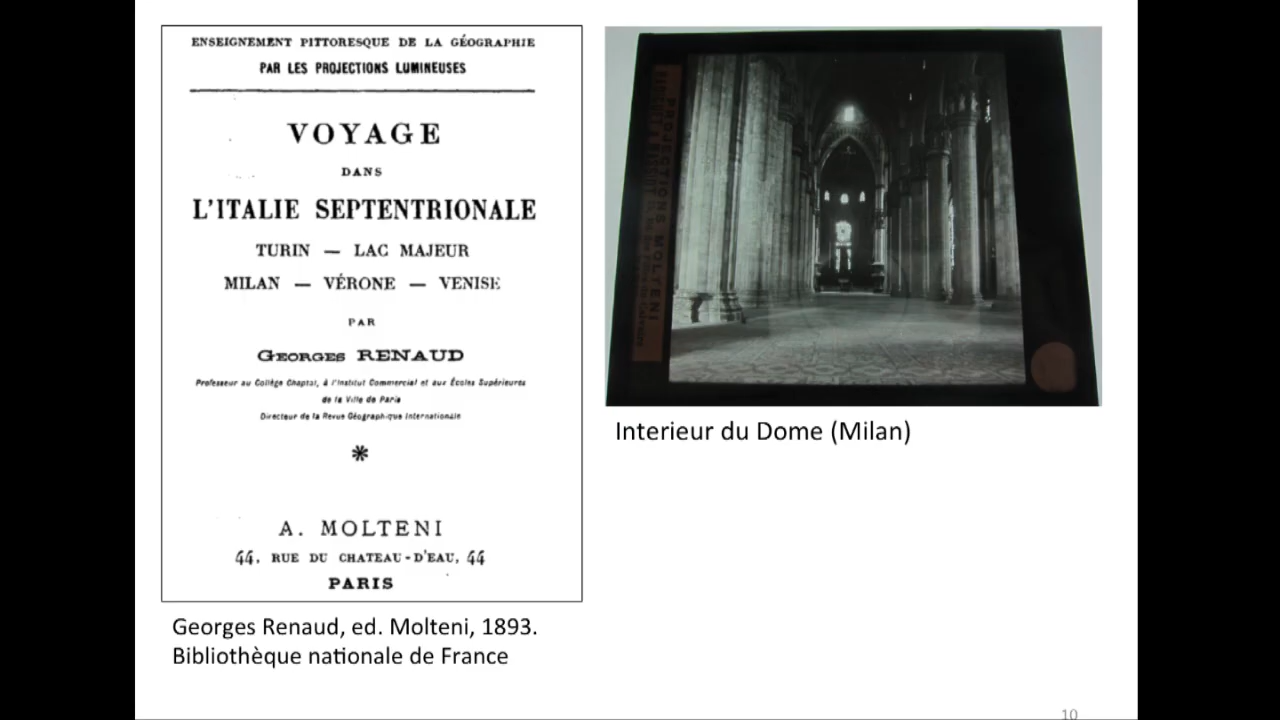 ENSEIGNEMENT PITTORESQUE DE LA GÉOGRAPHIE
PAR LES PROJECTIONS LUMINEUSES
VOYAGE
DANS
L'ITALIE SEPTENTRIONALE
TURIN — LAC MAJEUR
MILAN — VÉRONE — VENISE
PAR
GEORGES RENAUD
Professeur au Collège Chaptal, à l'Institut Commercial et aux Écoles Supérieures
de la Ville de Paris
Directeur de la Revue Géographique Internationale
*
A. MOLTENI
44, RUE DU CHATEAU-D'EAU, 44
PARIS
Georges Renaud, ed. Molteni, 1893.
Bibliothèque nationale de France
PROJECTIONS MOLTENI
Interieur du Dome (Milan)
10